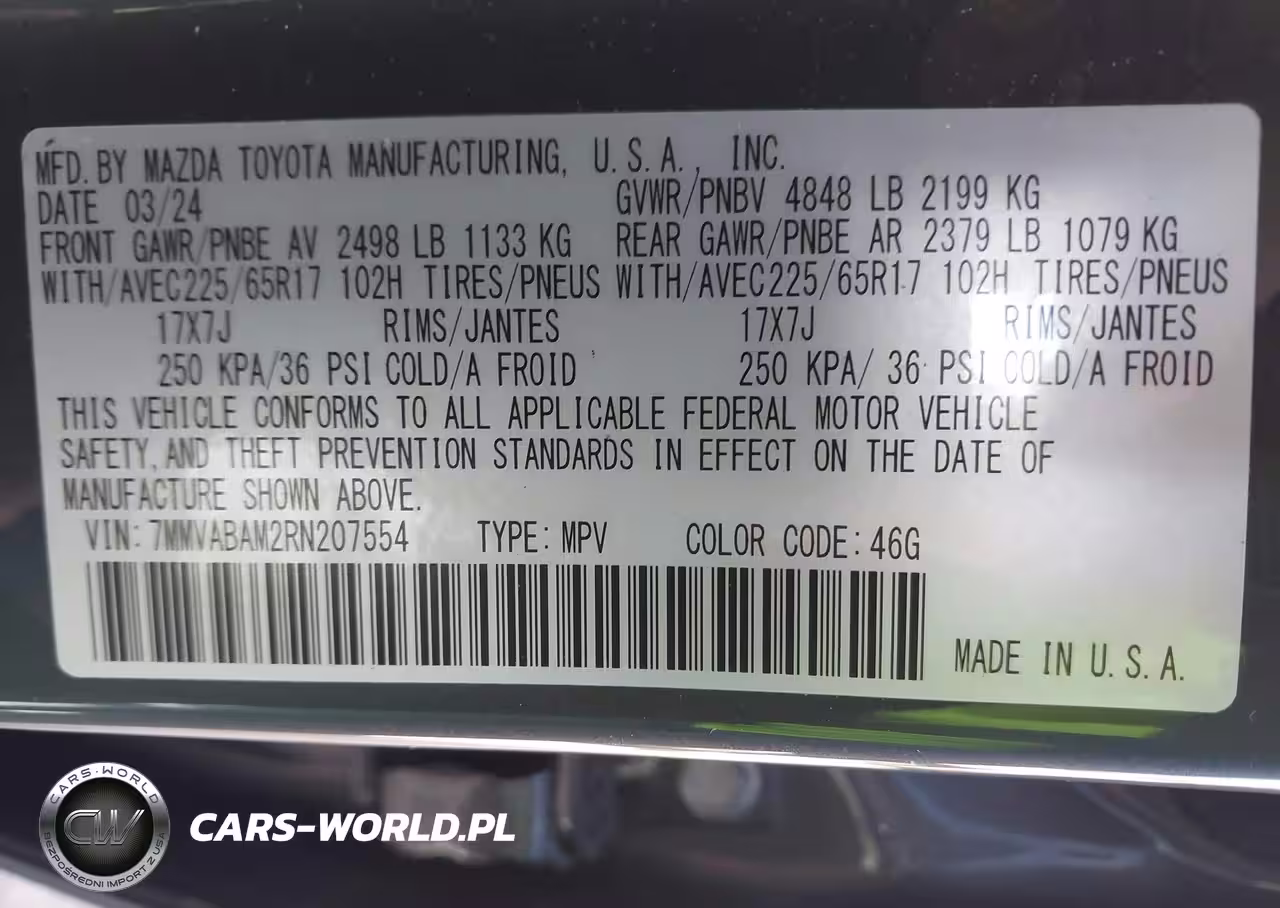 MFD. BY MAZDA TOYOTA MANUFACTURING, U.S.A., INC.
DATE 03/24 GVWR/PNBV 4848 LB 2199 KG
FRONT GAWR/PNBE AV 2498 LB 1133 KG REAR GAWR/PNBE AR 2379 LB 1079 KG
WITH/AVEC225/65R17 102H TIRES/PNEUS WITH/AVEC225/65R17 102H TIRES/PNEUS
17X7J RIMS/JANTES 17X7J RIMS/JANTES
250 KPA/36 PSI COLD/A FROID 250 KPA/ 36 PSI COLD/A FROID
THIS VEHICLE CONFORMS TO ALL APPLICABLE FEDERAL MOTOR VEHICLE
SAFETY, AND THEFT PREVENTION STANDARDS IN EFFECT ON THE DATE OF
MANUFACTURE SHOWN ABOVE.
VIN: 7MMVABAM2RN207554 TYPE: MPV COLOR CODE: 46G
MADE IN U.S.A.
CARS-WORLD
CW
BEZPOŚREDNI IMPORT Z USA
CARS-WORLD.PL